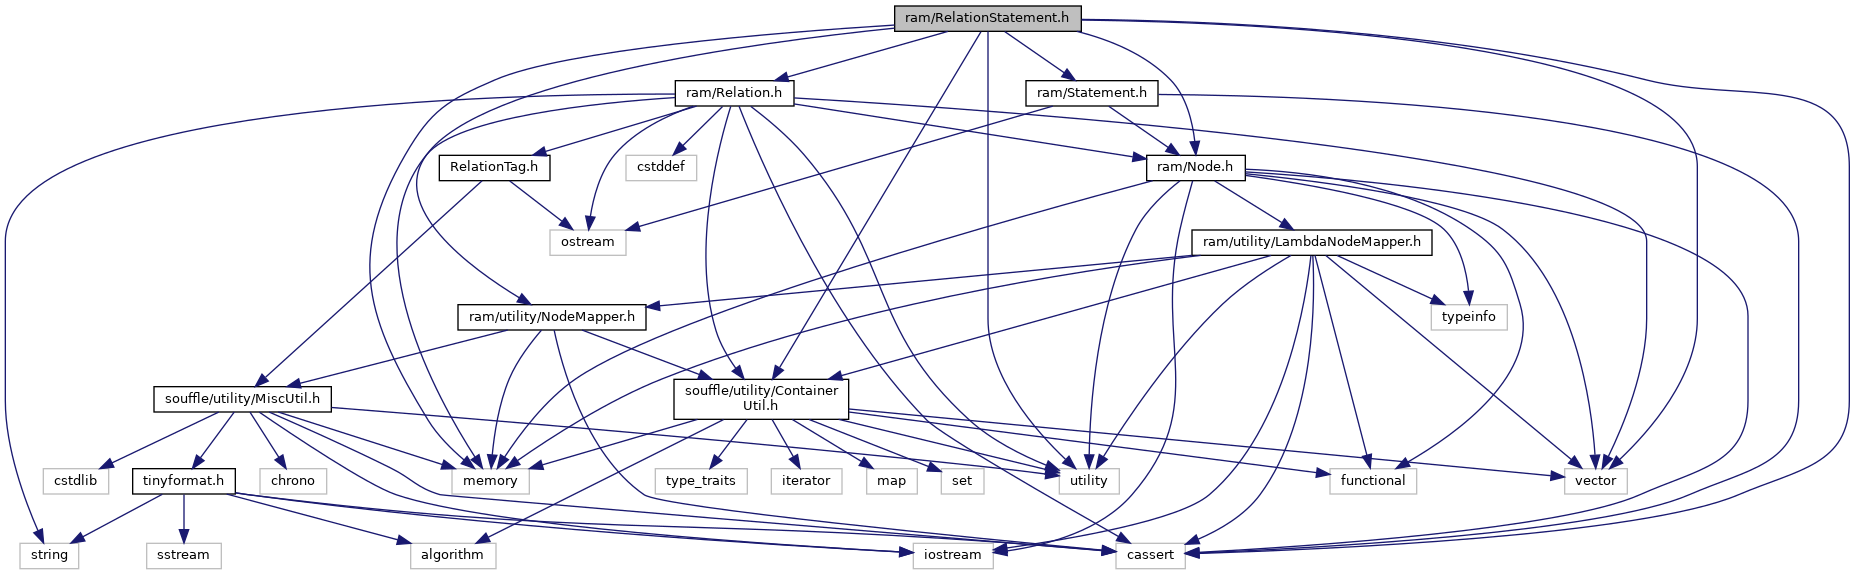 ram/RelationStatement.h
ram/Relation.h
ram/Statement.h
RelationTag.h
cstddef
ram/Node.h
ostream
ram/utility/LambdaNodeMapper.h
ram/utility/NodeMapper.h
typeinfo
souffle/utility/MiscUtil.h
souffle/utility/Container
Util.h
cstdlib
tinyformat.h
chrono
memory
type_traits
iterator
map
set
utility
functional
vector
string
sstream
algorithm
iostream
cassert